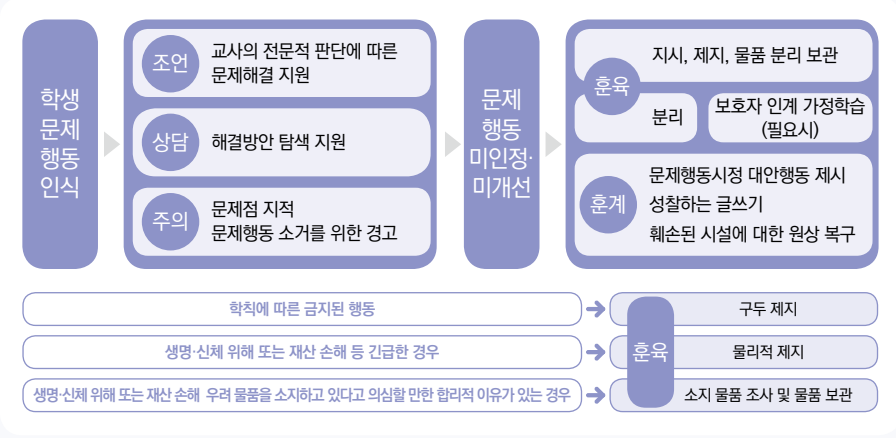 학생
문제
행동
인식
조언
교사의 전문적 판단에 따른
문제해결 지원
상담
해결방안 탐색 지원
주의
문제점 지적
문제행동 소거를 위한 경고
문제
행동
미인정·
미개선
훈육
지시, 제지, 물품 분리 보관
분리
보호자 인계 가정학습
(필요시)
훈계
문제행동시정 대안행동 제시
성찰하는 글쓰기
훼손된 시설에 대한 원상 복구
학칙에 따른 금지된 행동
구두 제지
생명·신체 위해 또는 재산 손해 등 긴급한 경우
훈육
물리적 제지
생명·신체 위해 또는 재산 손해 우려 물품을 소지하고 있다고 의심할 만한 합리적 이유가 있는 경우
소지 물품 조사 및 물품 보관